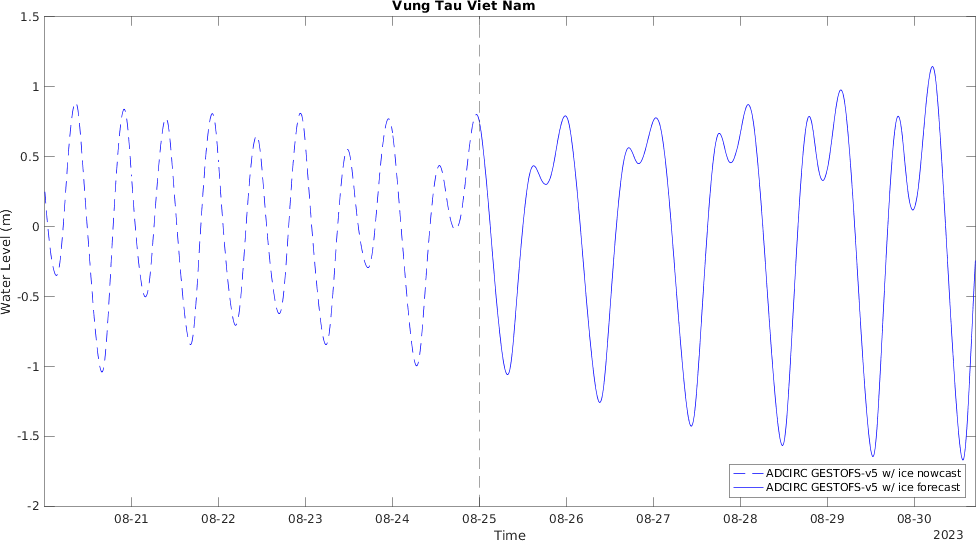 Vung Tau Viet Nam
1.5
1
0.5
0
-0.5
-1
-1.5
-2
Water Level (m)
ADCIRC GESTOFS-v5 w/ ice nowcast
ADCIRC GESTOFS-v5 w/ ice forecast
08-21 08-22 08-23 08-24 08-25 08-26 08-27 08-28 08-29 08-30
Time
2023